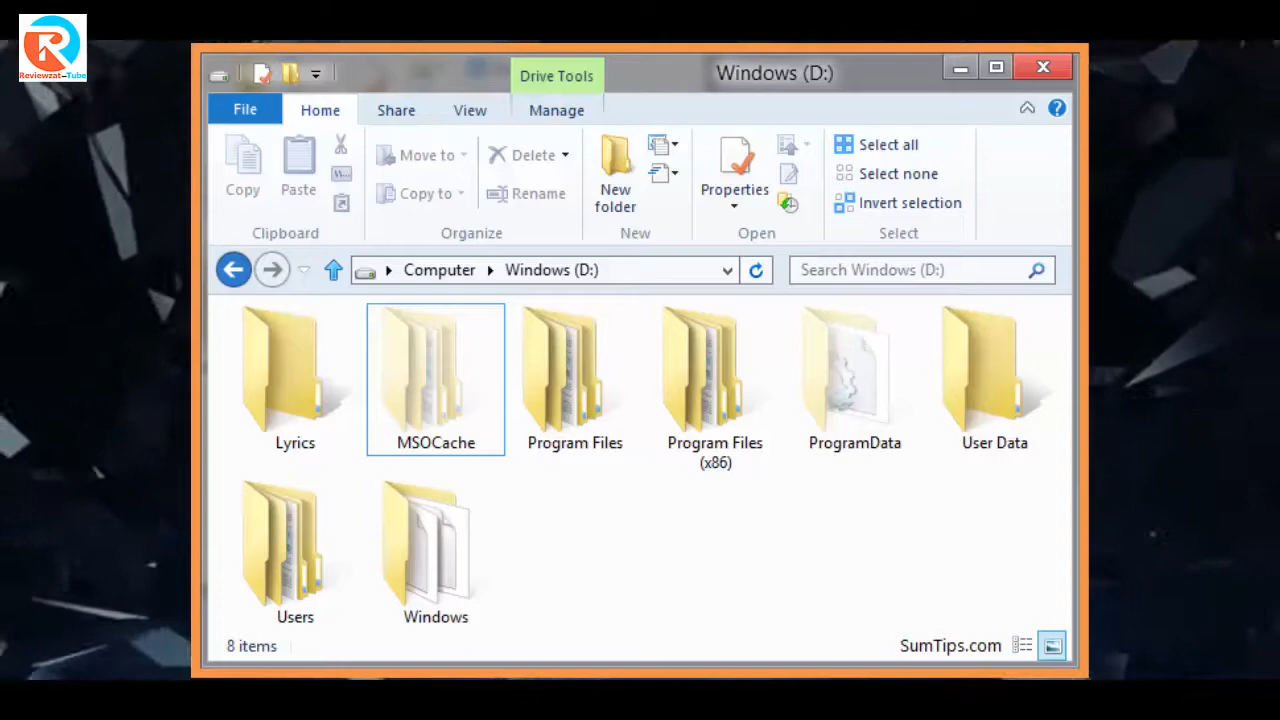 Reviewzat-Tube
Drive Tools
Windows (D:)
File
Home
Share
View
Manage
Copy
Paste
Move to
Copy to
Delete
Rename
New
folder
Properties
Select all
Select none
Invert selection
Clipboard
Organize
New
Open
Select
Computer
Windows (D:)
Search Windows (D:)
Lyrics
MSOCache
Program Files
Program Files
(x86)
ProgramData
User Data
Users
Windows
8 items
SumTips.com